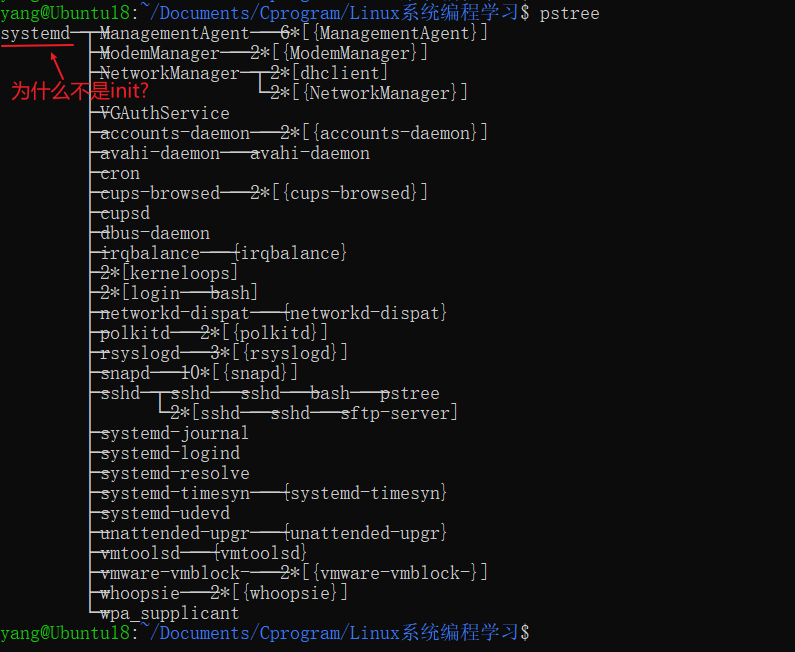 yang@Ubuntu18:~/Documents/Cprogram/Linux系统编程学习$ pstree
systemd─┬─ManagementAgent───6*[{ManagementAgent}]
├─ModemManager───2*[{ModemManager}]
├─NetworkManager─┬─2*[dhclient]
为什么不是init?
└─2*[{NetworkManager}]
├─VGAuthService
├─accounts-daemon───2*[{accounts-daemon}]
├─avahi-daemon───avahi-daemon
├─cron
├─cups-browsed───2*[{cups-browsed}]
├─cupsd
├─dbus-daemon
├─irqbalance───{irqbalance}
├─2*[kerneloops]
├─2*[login───bash]
├─networkd-dispat───{networkd-dispat}
├─polkitd───2*[{polkitd}]
├─rsyslogd───3*[{rsyslogd}]
├─snapd───10*[{snapd}]
├─sshd─┬─sshd───sshd───bash───pstree
│      └─2*[sshd───sshd───sftp-server]
├─systemd-journal
├─systemd-logind
├─systemd-resolve
├─systemd-timesyn───{systemd-timesyn}
├─systemd-udevd
├─unattended-upgr───{unattended-upgr}
├─vmtoolsd───{vmtoolsd}
├─vmware-vmblock-───2*[{vmware-vmblock-}]
├─whoopsie───2*[{whoopsie}]
└─wpa_supplicant
yang@Ubuntu18:~/Documents/Cprogram/Linux系统编程学习$